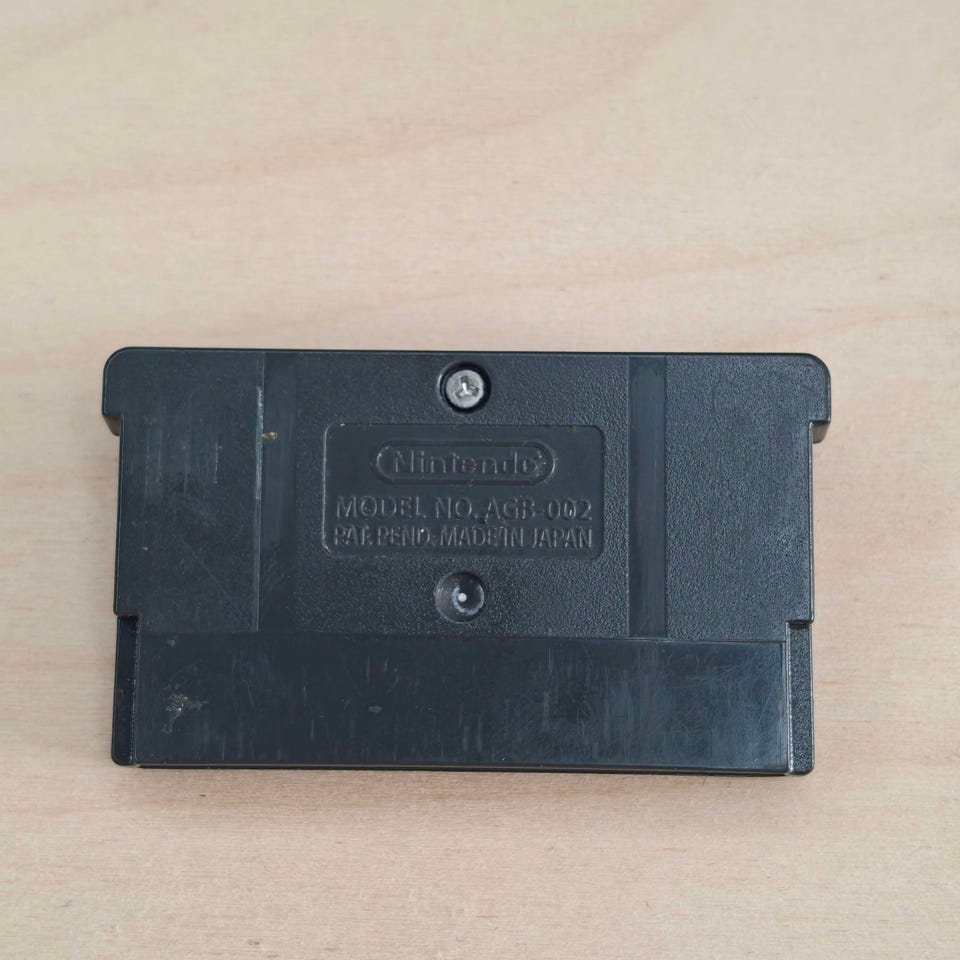 Nintendo
MODEL NO. AGB-002
PAT. PEND. MADE IN JAPAN